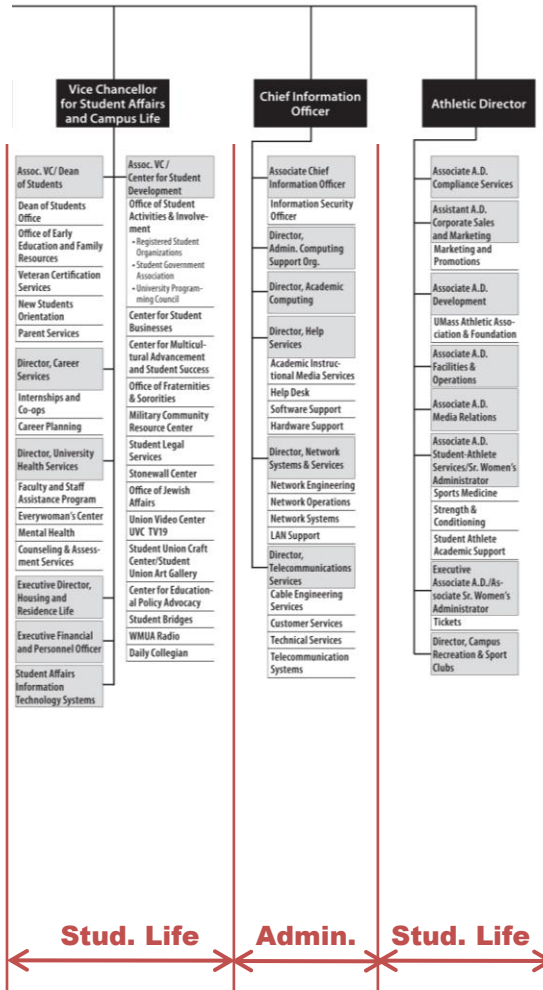 Vice Chancellor
for Student Affairs
and Campus Life
Assoc. VC/ Dean
of Students
Dean of Students
Office
Office of Early
Education and Family
Resources
Veteran Certification
Services
New Students
Orientation
Parent Services
Director, Career
Services
Internships and
Co-ops
Career Planning
Director, University
Health Services
Faculty and Staff
Assistance Program
Everywoman's Center
Mental Health
Counseling & Assess-
ment Services
Executive Director,
Housing and
Residence Life
Executive Financial
and Personnel Officer
Student Affairs
Information
Technology Systems
Assoc. VC /
Center for Student
Development
Office of Student
Activities & Involve-
ment
• Registered Student
Organizations
• Student Government
Association
• University Program-
ming Council
Center for Student
Businesses
Center for Multicul-
tural Advancement
and Student Success
Office of Fraternities
& Sororities
Military Community
Resource Center
Student Legal
Services
Stonewall Center
Office of Jewish
Affairs
Union Video Center
UVC TV19
Student Union Craft
Center/Student
Union Art Gallery
Center for Education-
al Policy Advocacy
Student Bridges
WMUA Radio
Daily Collegian
Chief Information
Officer
Associate Chief
Information Officer
Information Security
Officer
Director,
Admin. Computing
Support Org.
Director, Academic
Computing
Director, Help
Services
Academic Instruc-
tional Media Services
Help Desk
Software Support
Hardware Support
Director, Network
Systems & Services
Network Engineering
Network Operations
Network Systems
LAN Support
Director,
Telecommunications
Services
Cable Engineering
Services
Customer Services
Technical Services
Telecommunication
Systems
Athletic Director
Associate A.D.
Compliance Services
Assistant A.D.
Corporate Sales
and Marketing
Marketing and
Promotions
Associate A.D.
Development
UMass Athletic Asso-
ciation & Foundation
Associate A.D.
Facilities &
Operations
Associate A.D.
Media Relations
Associate A.D.
Student-Athlete
Services/Sr. Women's
Administrator
Sports Medicine
Strength &
Conditioning
Student Athlete
Academic Support
Executive
Associate A.D./As-
sociate Sr. Women's
Administrator
Tickets
Director, Campus
Recreation & Sport
Clubs
Stud. Life
Admin.
Stud. Life